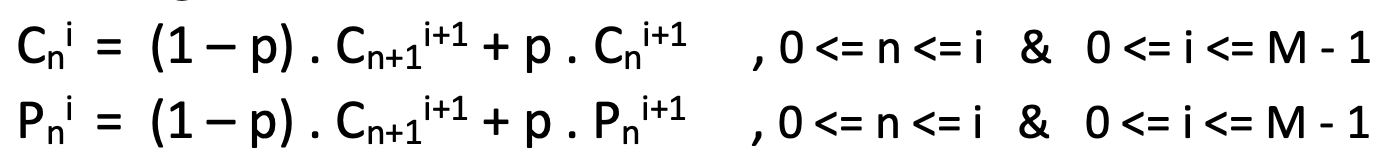 Cₙⁱ = (1 – p) . Cₙ₊₁ⁱ⁺¹ + p . Cₙⁱ⁺¹ , 0 <= n <= i & 0 <= i <= M - 1
Pₙⁱ = (1 – p) . Cₙ₊₁ⁱ⁺¹ + p . Pₙⁱ⁺¹ , 0 <= n <= i & 0 <= i <= M - 1